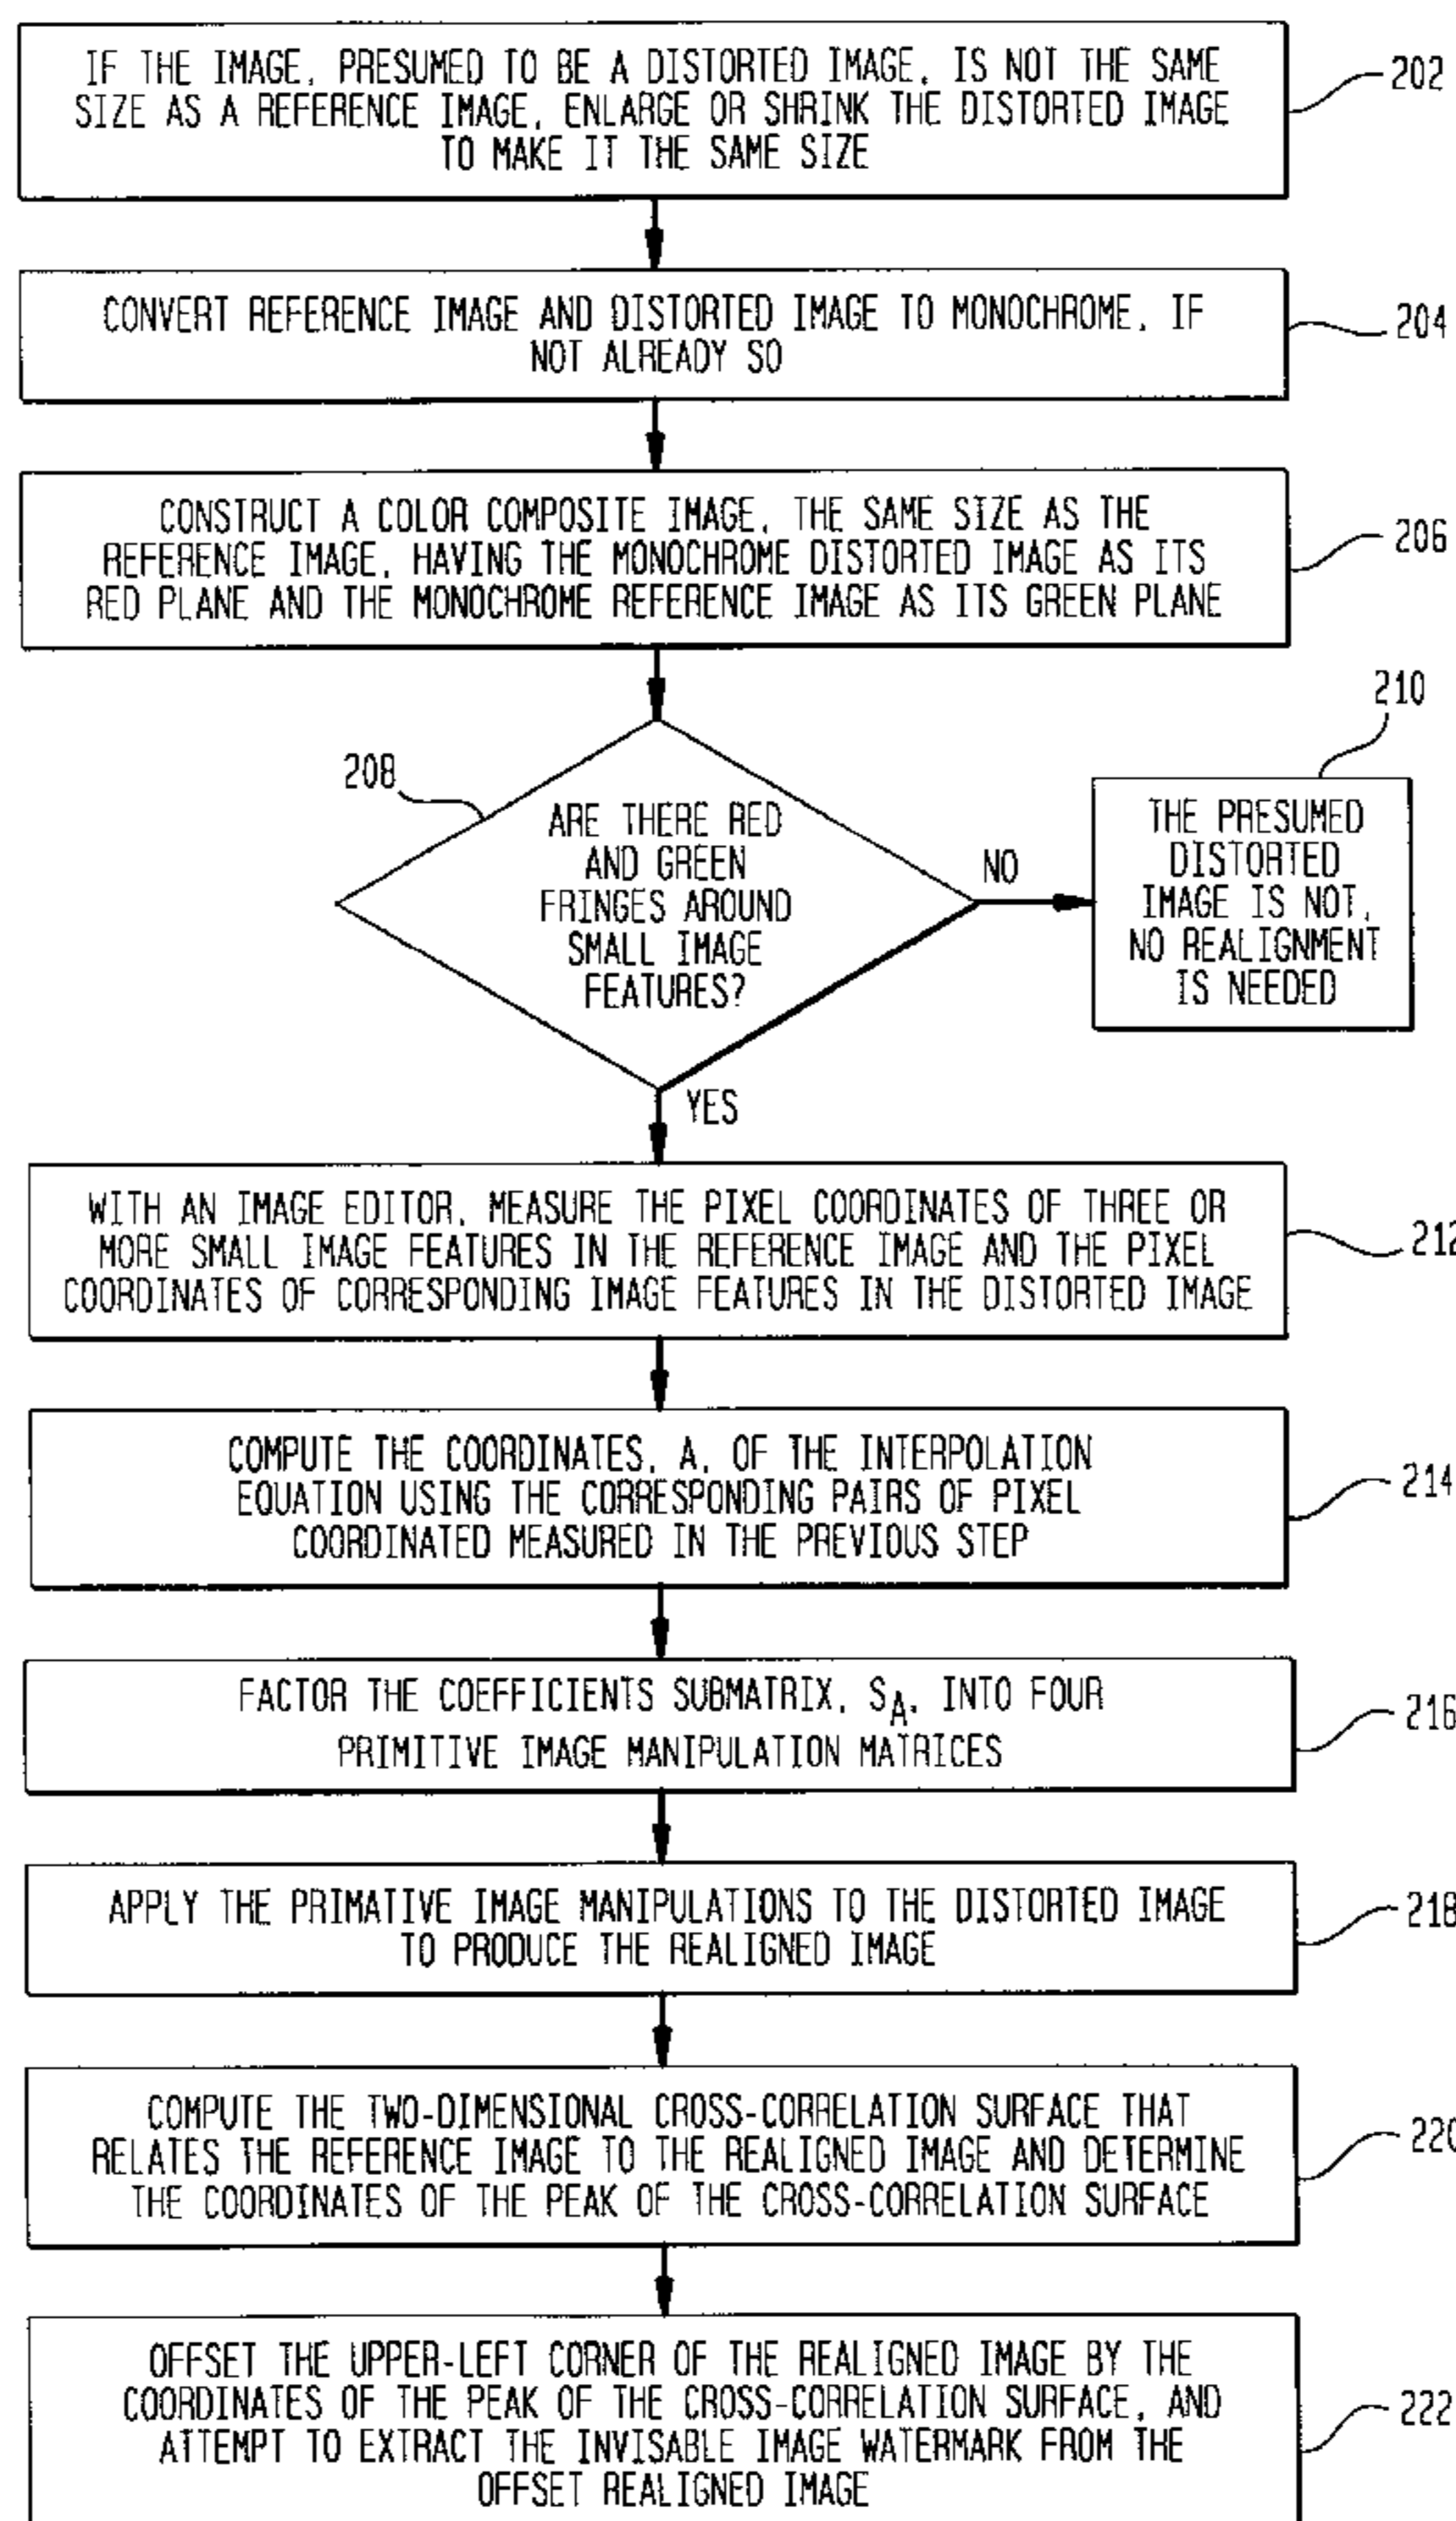 IF THE IMAGE, PRESUMED TO BE A DISTORTED IMAGE, IS NOT THE SAME
SIZE AS A REFERENCE IMAGE, ENLARGE OR SHRINK THE DISTORTED IMAGE
TO MAKE IT THE SAME SIZE
202
CONVERT REFERENCE IMAGE AND DISTORTED IMAGE TO MONOCHROME, IF
NOT ALREADY SO
204
CONSTRUCT A COLOR COMPOSITE IMAGE, THE SAME SIZE AS THE
REFERENCE IMAGE, HAVING THE MONOCHROME DISTORTED IMAGE AS ITS
RED PLANE AND THE MONOCHROME REFERENCE IMAGE AS ITS GREEN PLANE
206
208
ARE THERE RED
AND GREEN
FRINGES AROUND
SMALL IMAGE
FEATURES?
NO
210
THE PRESUMED
DISTORTED
IMAGE IS NOT,
NO REALIGNMENT
IS NEEDED
YES
WITH AN IMAGE EDITOR, MEASURE THE PIXEL COORDINATES OF THREE OR
MORE SMALL IMAGE FEATURES IN THE REFERENCE IMAGE AND THE PIXEL
COORDINATES OF CORRESPONDING IMAGE FEATURES IN THE DISTORTED IMAGE
212
COMPUTE THE COORDINATES, A, OF THE INTERPOLATION
EQUATION USING THE CORRESPONDING PAIRS OF PIXEL
COORDINATED MEASURED IN THE PREVIOUS STEP
214
FACTOR THE COEFFICIENTS SUBMATRIX, SA, INTO FOUR
PRIMITIVE IMAGE MANIPULATION MATRICES
216
APPLY THE PRIMATIVE IMAGE MANIPULATIONS TO THE DISTORTED IMAGE
TO PRODUCE THE REALIGNED IMAGE
218
COMPUTE THE TWO-DIMENSIONAL CROSS-CORRELATION SURFACE THAT
RELATES THE REFERENCE IMAGE TO THE REALIGNED IMAGE AND DETERMINE
THE COORDINATES OF THE PEAK OF THE CROSS-CORRELATION SURFACE
220
OFFSET THE UPPER-LEFT CORNER OF THE REALIGNED IMAGE BY THE
COORDINATES OF THE PEAK OF THE CROSS-CORRELATION SURFACE, AND
ATTEMPT TO EXTRACT THE INVISABLE IMAGE WATERMARK FROM THE
OFFSET REALIGNED IMAGE
222